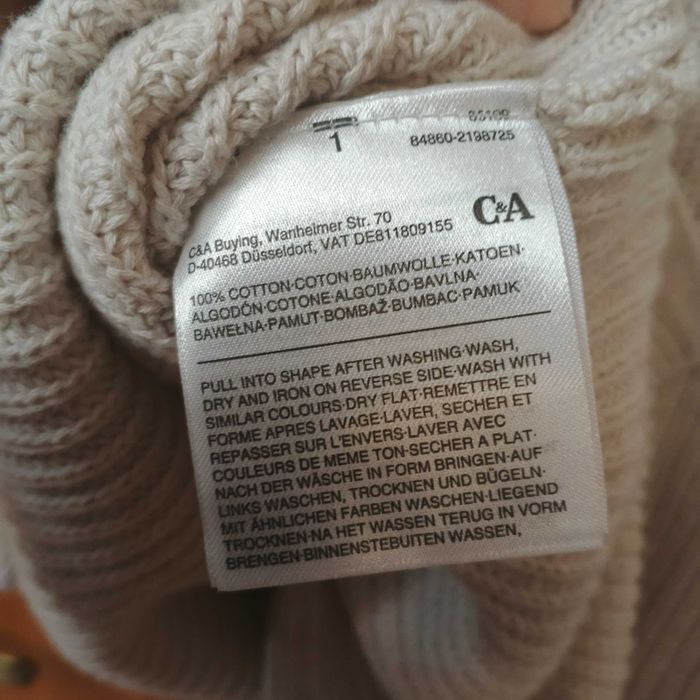 1
84860-2198725
C&A
C&A Buying, Wanheimer Str. 70
D-40468 Düsseldorf, VAT DE811809155
100% COTTON·COTON·BAUMWOLLE·KATOEN·
ALGODÓN·COTONE·ALGODÃO·BAVLNA·
BAWEŁNA·PAMUT·BOMBAŽ·BUMBAC·PAMUK
PULL INTO SHAPE AFTER WASHING·WASH,
DRY AND IRON ON REVERSE SIDE·WASH WITH
SIMILAR COLOURS·DRY FLAT·REMETTRE EN
FORME APRES LAVAGE·LAVER, SECHER ET
REPASSER SUR L'ENVERS·LAVER AVEC
COULEURS DE MEME TON·SECHER A PLAT·
NACH DER WÄSCHE IN FORM BRINGEN·AUF
LINKS WASCHEN, TROCKNEN UND BÜGELN·
MIT ÄHNLICHEN FARBEN WASCHEN·LIEGEND
TROCKNEN·NA HET WASSEN TERUG IN VORM
BRENGEN·BINNENSTEBUITEN WASSEN,